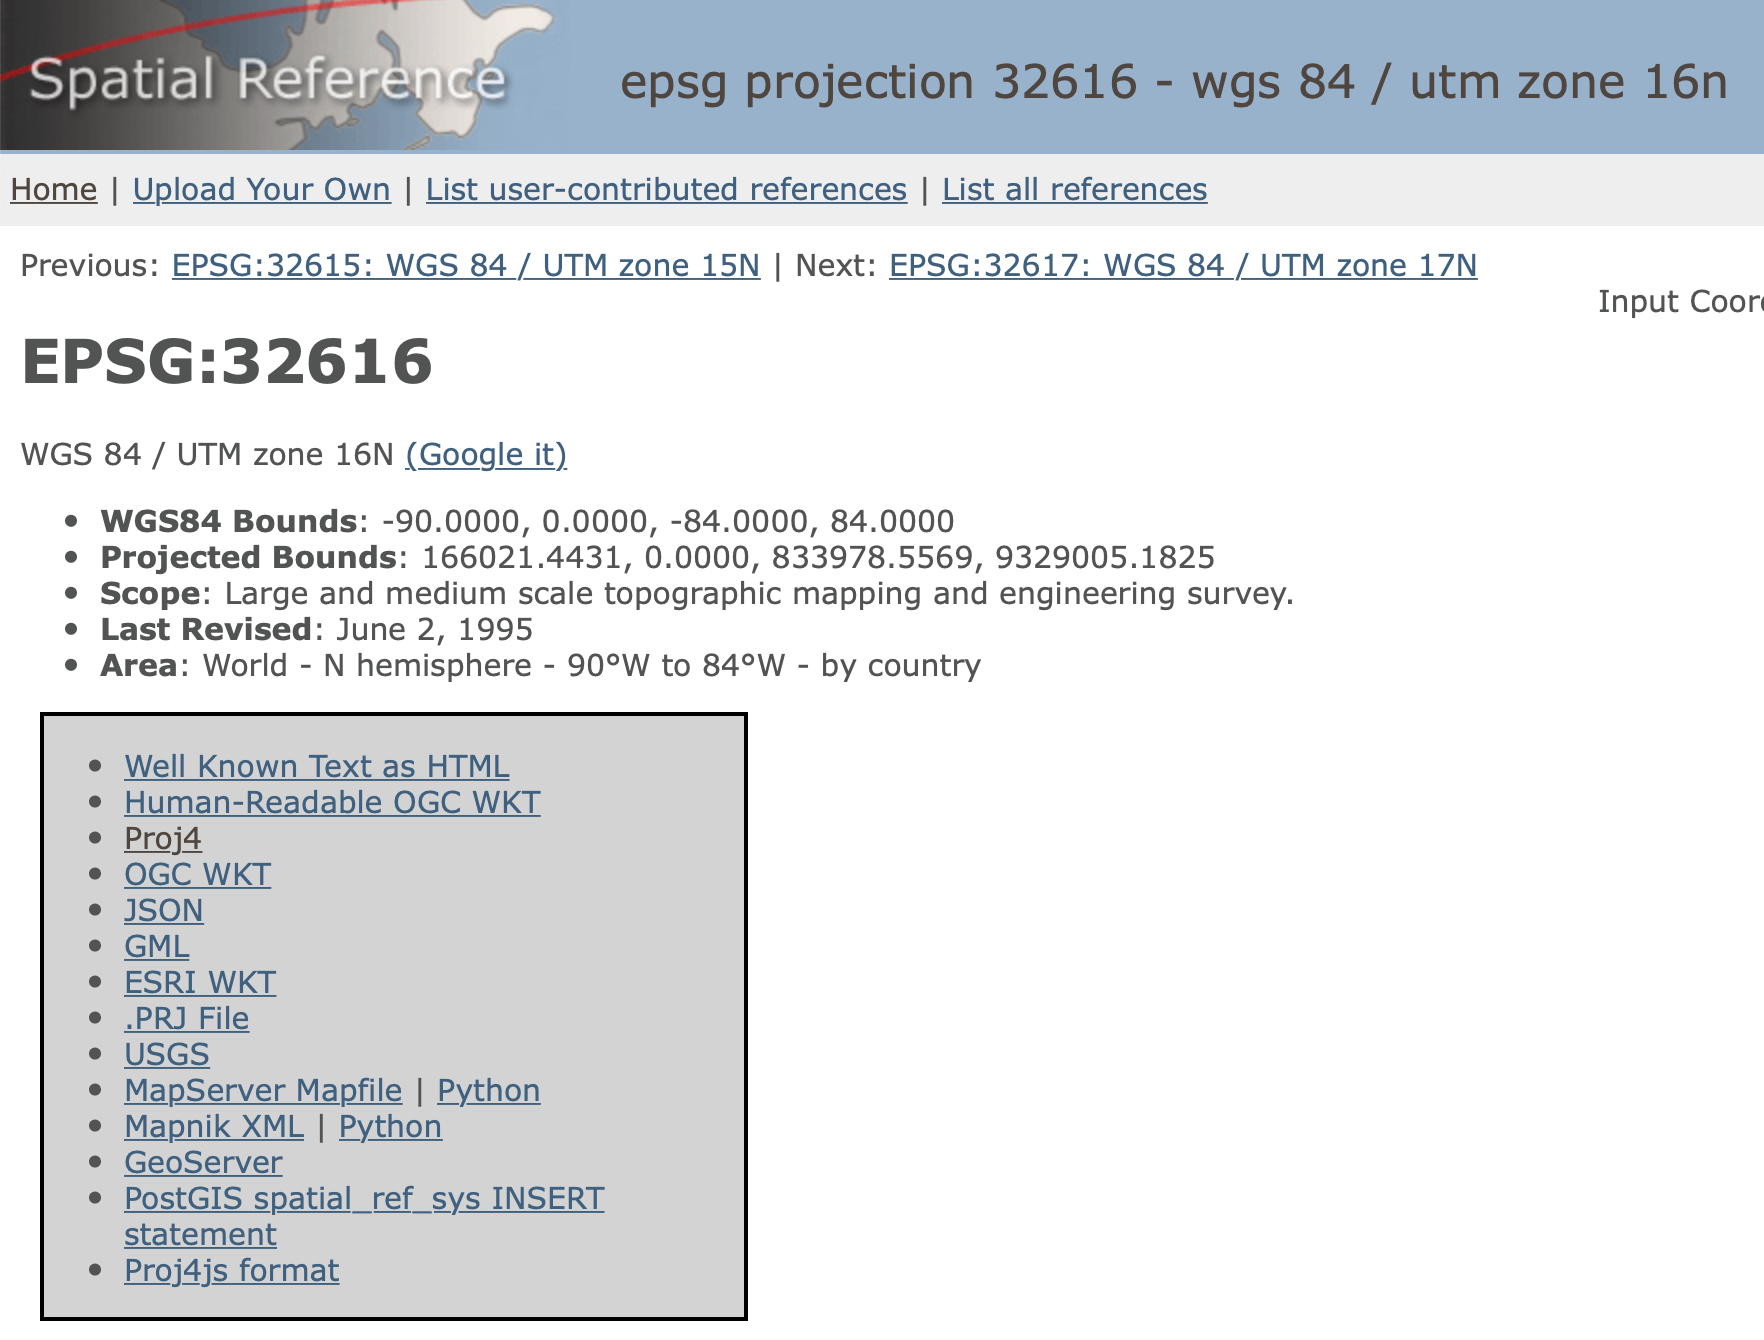 Spatial Reference
epsg projection 32616 - wgs 84 / utm zone 16n
Home | Upload Your Own | List user-contributed references | List all references
Previous: EPSG:32615: WGS 84 / UTM zone 15N | Next: EPSG:32617: WGS 84 / UTM zone 17N
Input
EPSG:32616
WGS 84 / UTM zone 16N (Google it)
• WGS84 Bounds: -90.0000, 0.0000, -84.0000, 84.0000
• Projected Bounds: 166021.4431, 0.0000, 833978.5569, 9329005.1825
• Scope: Large and medium scale topographic mapping and engineering survey.
• Last Revised: June 2, 1995
• Area: World - N hemisphere - 90°W to 84°W - by country
• Well Known Text as HTML
• Human-Readable OGC WKT
• Proj4
• OGC WKT
• JSON
• GML
• ESRI WKT
• .PRJ File
• USGS
• MapServer Mapfile | Python
• Mapnik XML | Python
• GeoServer
• PostGIS spatial_ref_sys INSERT
statement
• Proj4js format